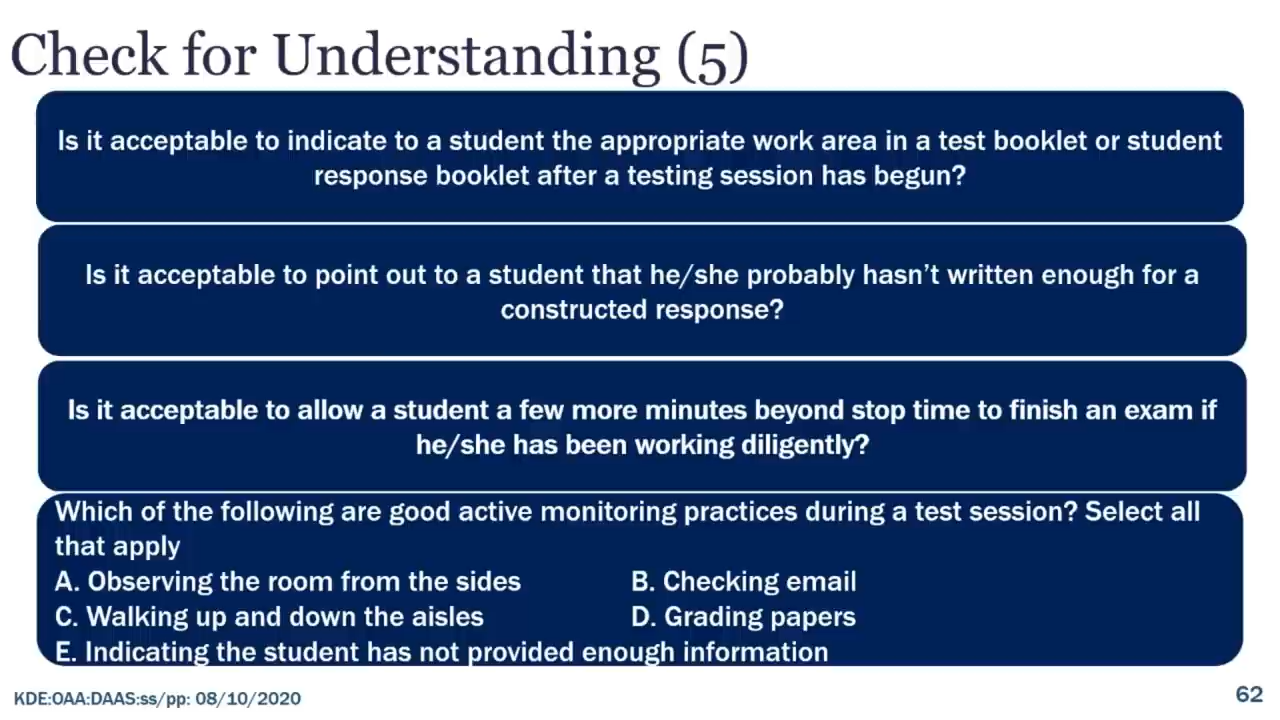 Check for Understanding (5)
Is it acceptable to indicate to a student the appropriate work area in a test booklet or student
response booklet after a testing session has begun?
Is it acceptable to point out to a student that he/she probably hasn’t written enough for a
constructed response?
Is it acceptable to allow a student a few more minutes beyond stop time to finish an exam if
he/she has been working diligently?
Which of the following are good active monitoring practices during a test session? Select all
that apply
A. Observing the room from the sides B. Checking email
C. Walking up and down the aisles D. Grading papers
E. Indicating the student has not provided enough information
KDE:OAA:DAAS:ss/pp: 08/10/2020 62